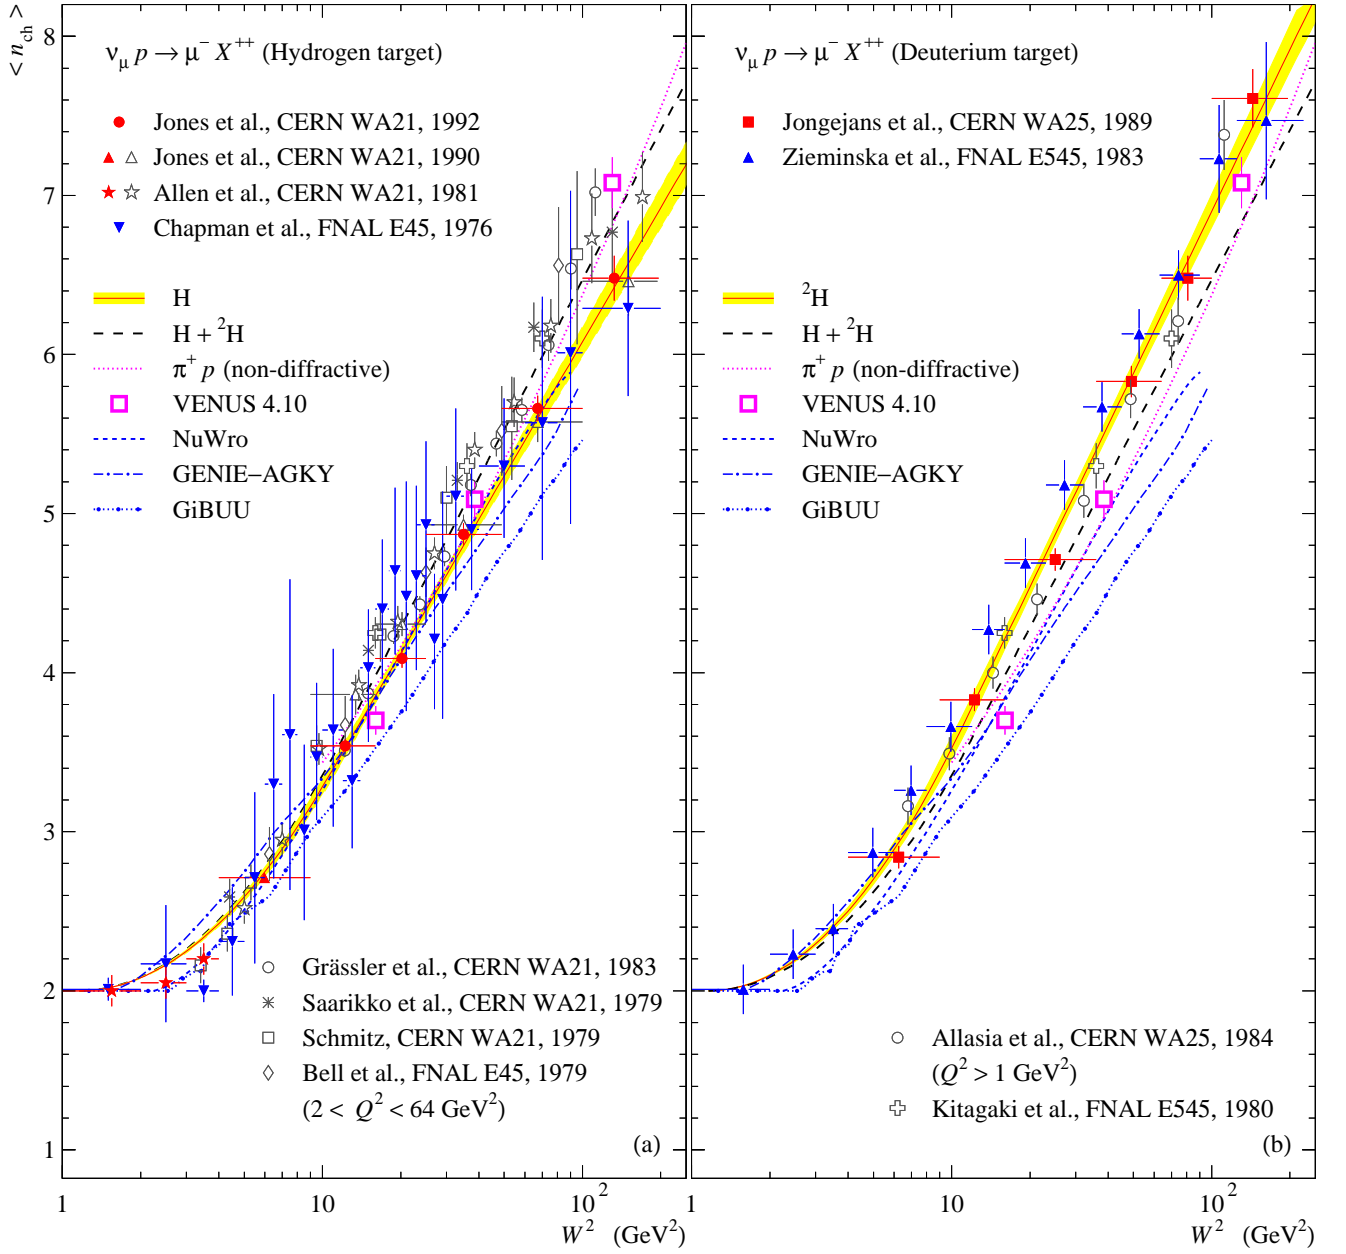 < n_ch >
8
7
6
5
4
3
2
1
ν_μ p → μ⁻ X⁺⁺ (Hydrogen target)
Jones et al., CERN WA21, 1992
Jones et al., CERN WA21, 1990
Allen et al., CERN WA21, 1981
Chapman et al., FNAL E45, 1976
H
H + ²H
π⁺ p (non-diffractive)
VENUS 4.10
NuWro
GENIE−AGKY
GiBUU
Grässler et al., CERN WA21, 1983
Saarikko et al., CERN WA21, 1979
Schmitz, CERN WA21, 1979
Bell et al., FNAL E45, 1979
(2 < Q² < 64 GeV²)
(a)
1 10 10²
W² (GeV²)
ν_μ p → μ⁻ X⁺⁺ (Deuterium target)
Jongejans et al., CERN WA25, 1989
Zieminska et al., FNAL E545, 1983
²H
H + ²H
π⁺ p (non-diffractive)
VENUS 4.10
NuWro
GENIE−AGKY
GiBUU
Allasia et al., CERN WA25, 1984
(Q² > 1 GeV²)
Kitagaki et al., FNAL E545, 1980
(b)
1 10 10²
W² (GeV²)